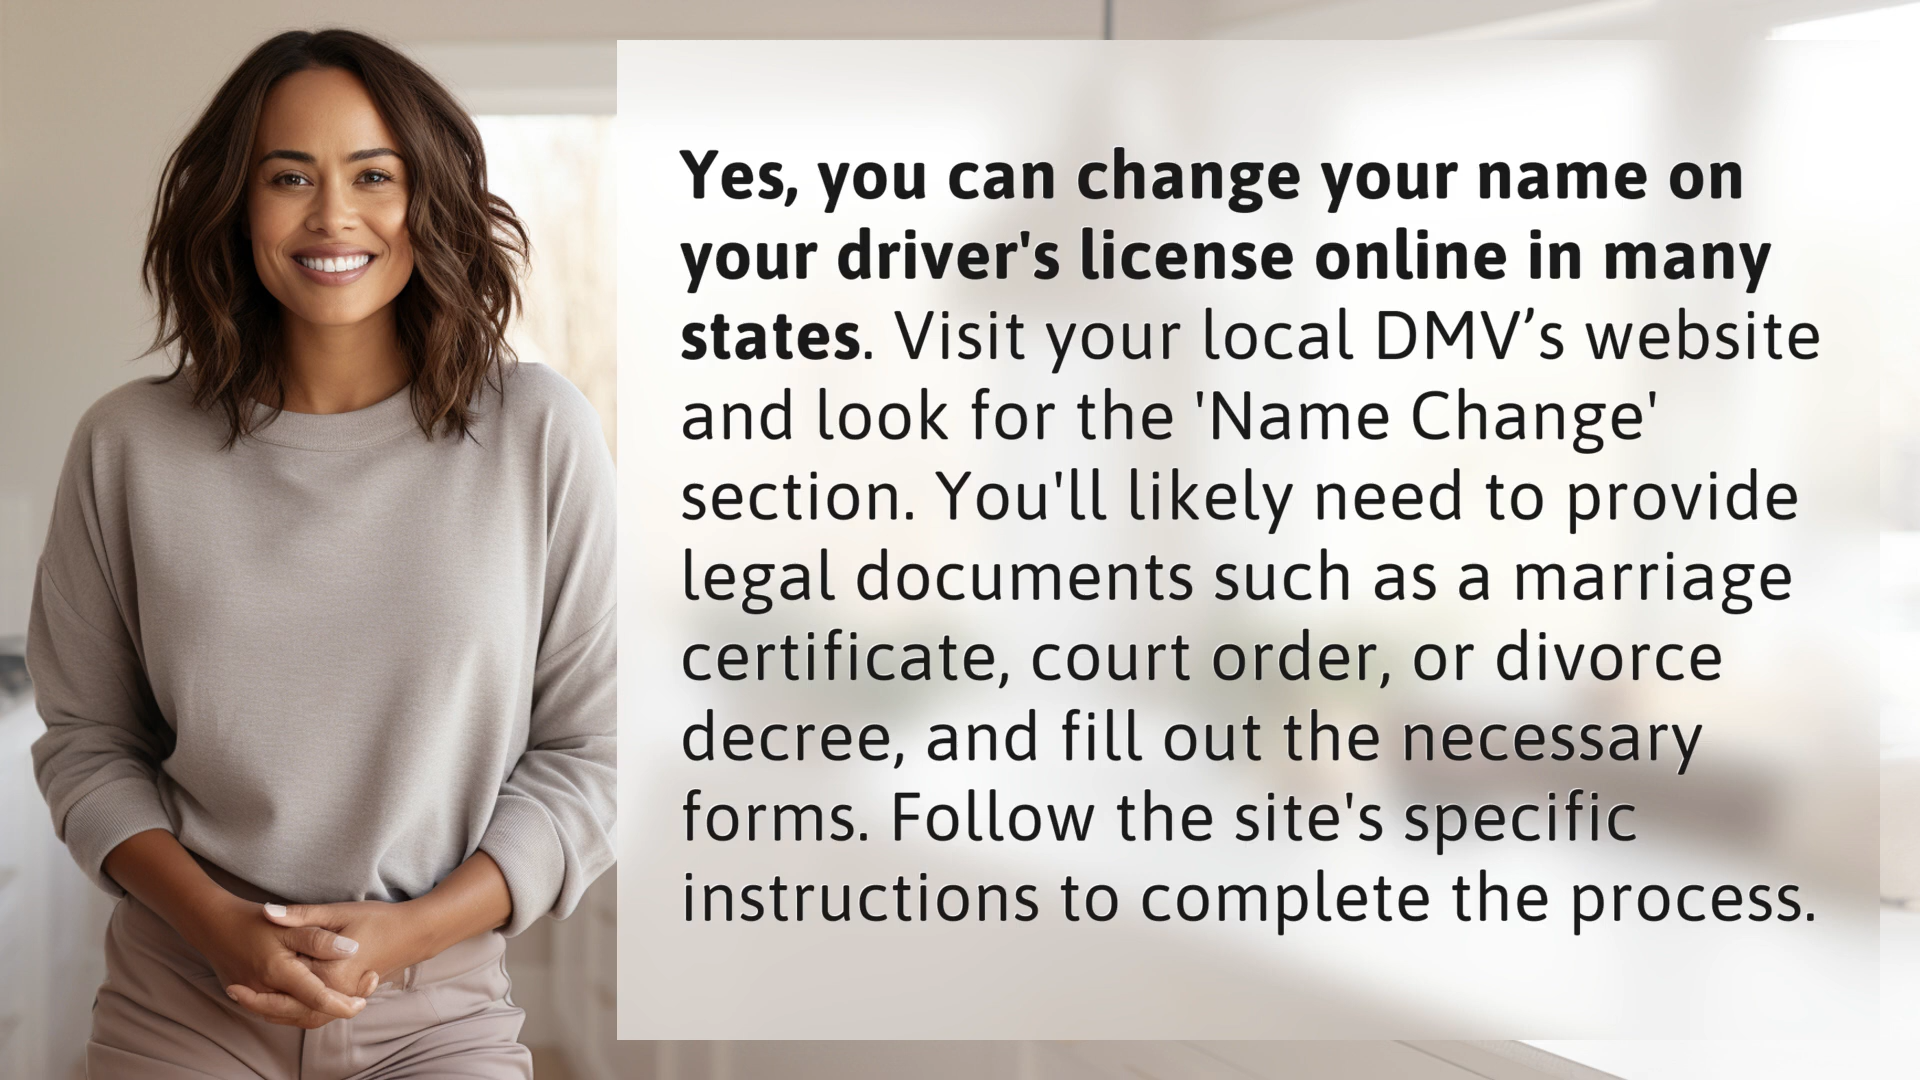 Yes, you can change your name on
your driver's license online in many
states. Visit your local DMV’s website
and look for the 'Name Change'
section. You'll likely need to provide
legal documents such as a marriage
certificate, court order, or divorce
decree, and fill out the necessary
forms. Follow the site's specific
instructions to complete the process.